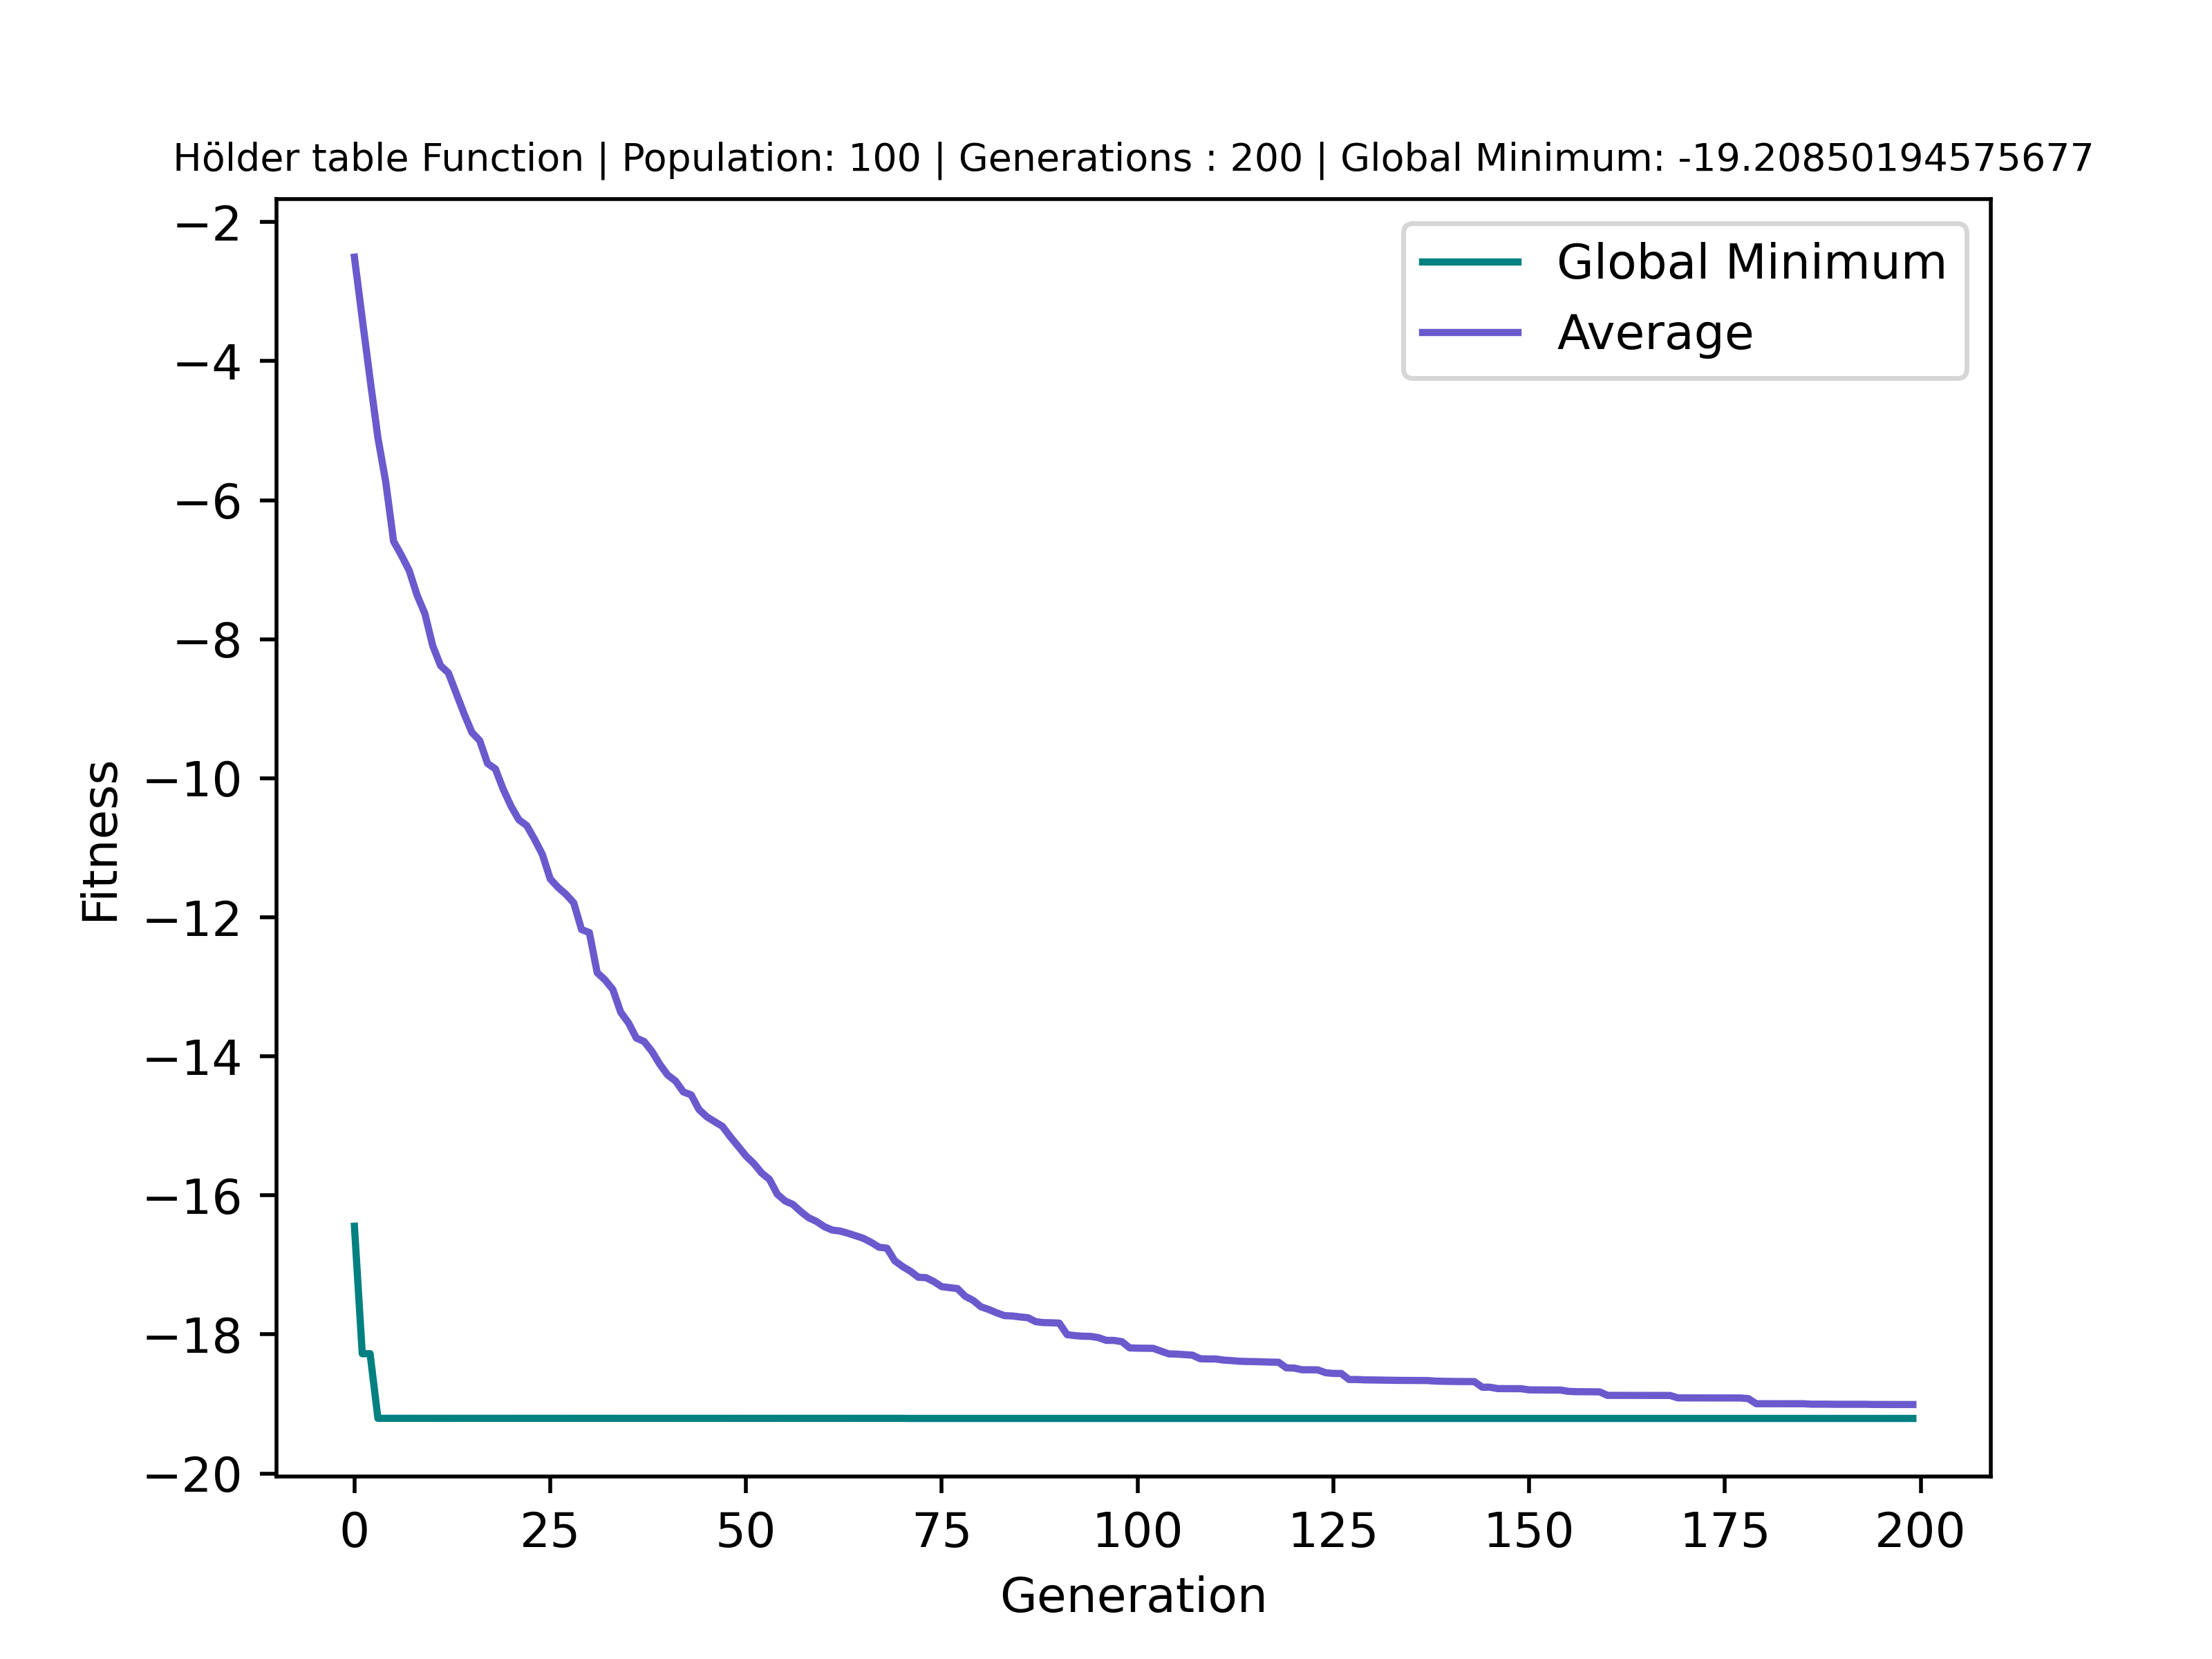 Hölder table Function | Population: 100 | Generations : 200 | Global Minimum: -19.20850194575677
Global Minimum
Average
−2
−4
−6
−8
−10
−12
−14
−16
−18
−20
Fitness
0 25 50 75 100 125 150 175 200
Generation